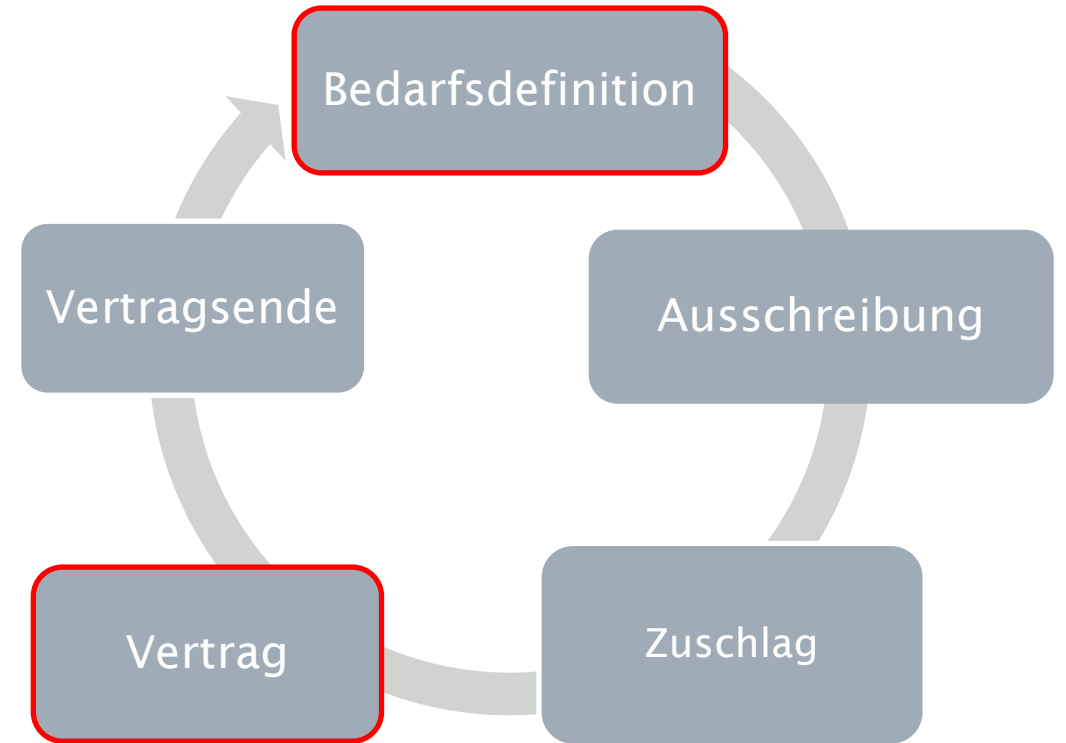 Bedarfsdefinition
Ausschreibung
Zuschlag
Vertrag
Vertragsende